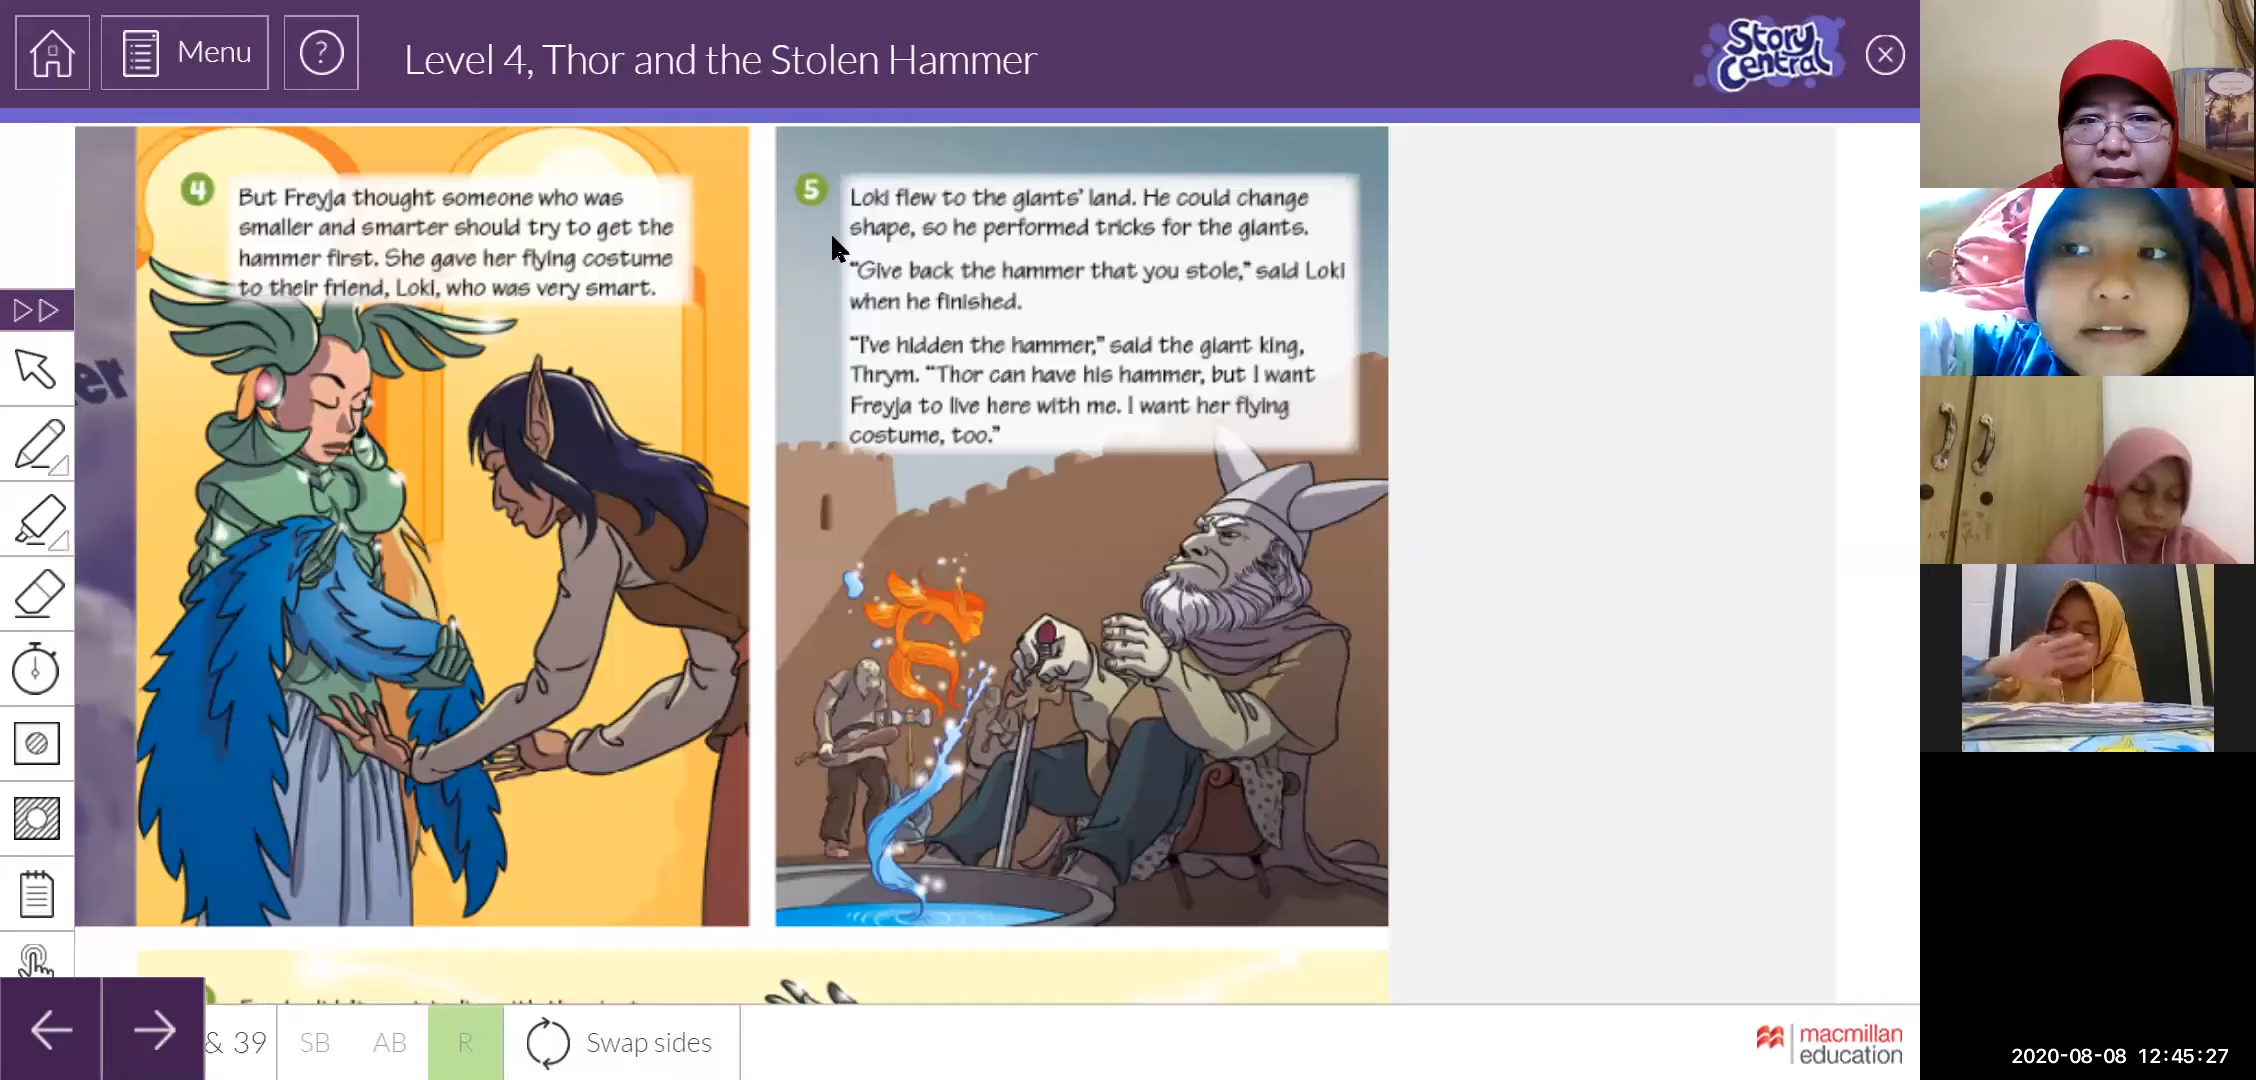 Menu
?
Level 4, Thor and the Stolen Hammer
Story
Central
4
But Freyja thought someone who was
smaller and smarter should try to get the
hammer first. She gave her flying costume
to their friend, Loki, who was very smart.
5
Loki flew to the giants’ land. He could change
shape, so he performed tricks for the giants.
“Give back the hammer that you stole,” said Loki
when he finished.
“I’ve hidden the hammer,” said the giant king,
Thrym. “Thor can have his hammer, but I want
Freyja to live here with me. I want her flying
costume, too.”
er
& 39
SB
AB
R
Swap sides
macmillan
education
2020-08-08 12:45:27